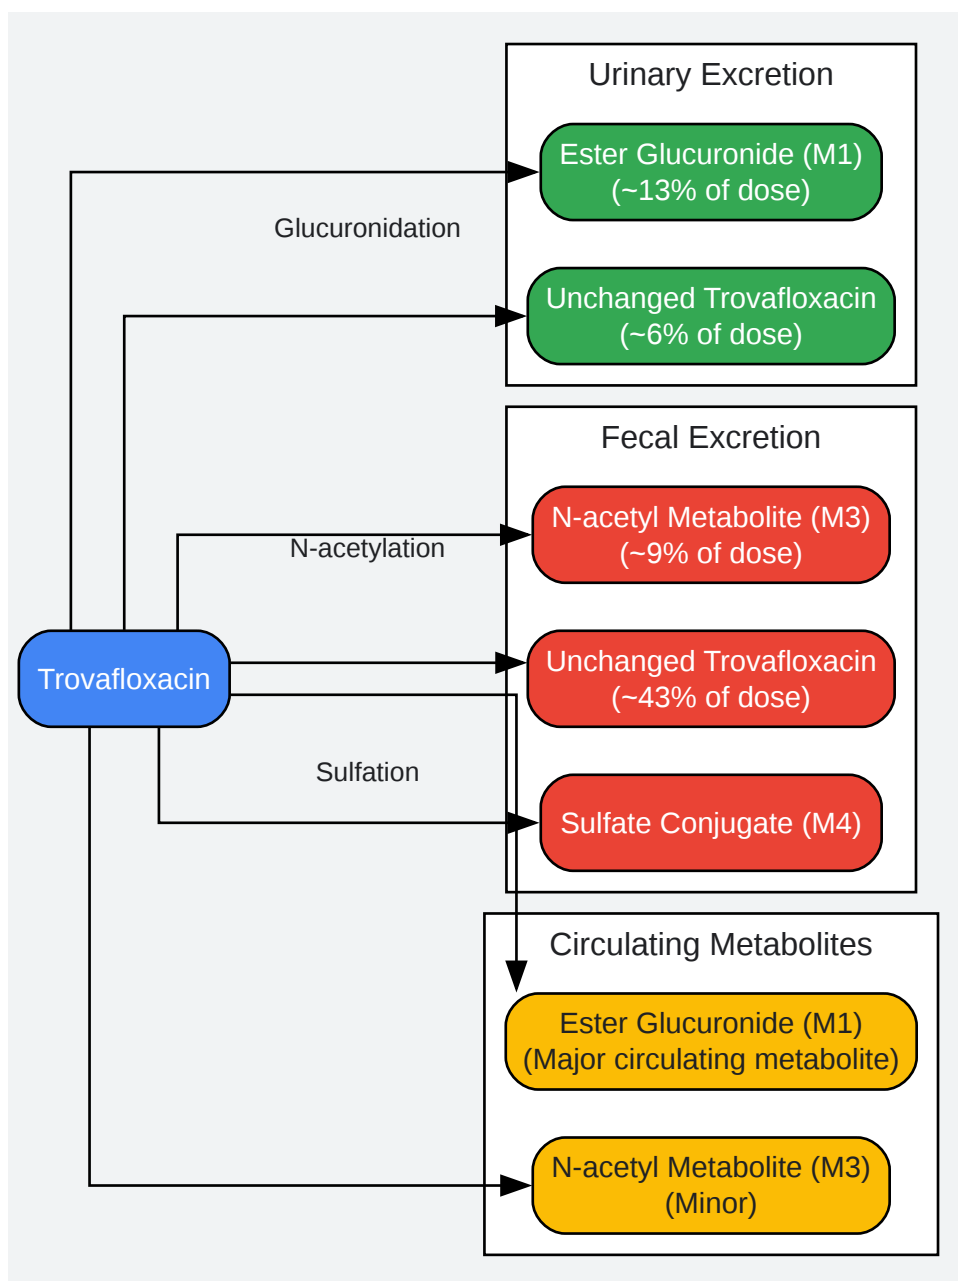 Urinary Excretion
Ester Glucuronide (M1)
(~13% of dose)
Glucuronidation
Unchanged Trovafloxacin
(~6% of dose)
Fecal Excretion
N-acetyl Metabolite (M3)
(~9% of dose)
N-acetylation
Trovafloxacin
Unchanged Trovafloxacin
(~43% of dose)
Sulfation
Sulfate Conjugate (M4)
Circulating Metabolites
Ester Glucuronide (M1)
(Major circulating metabolite)
N-acetyl Metabolite (M3)
(Minor)